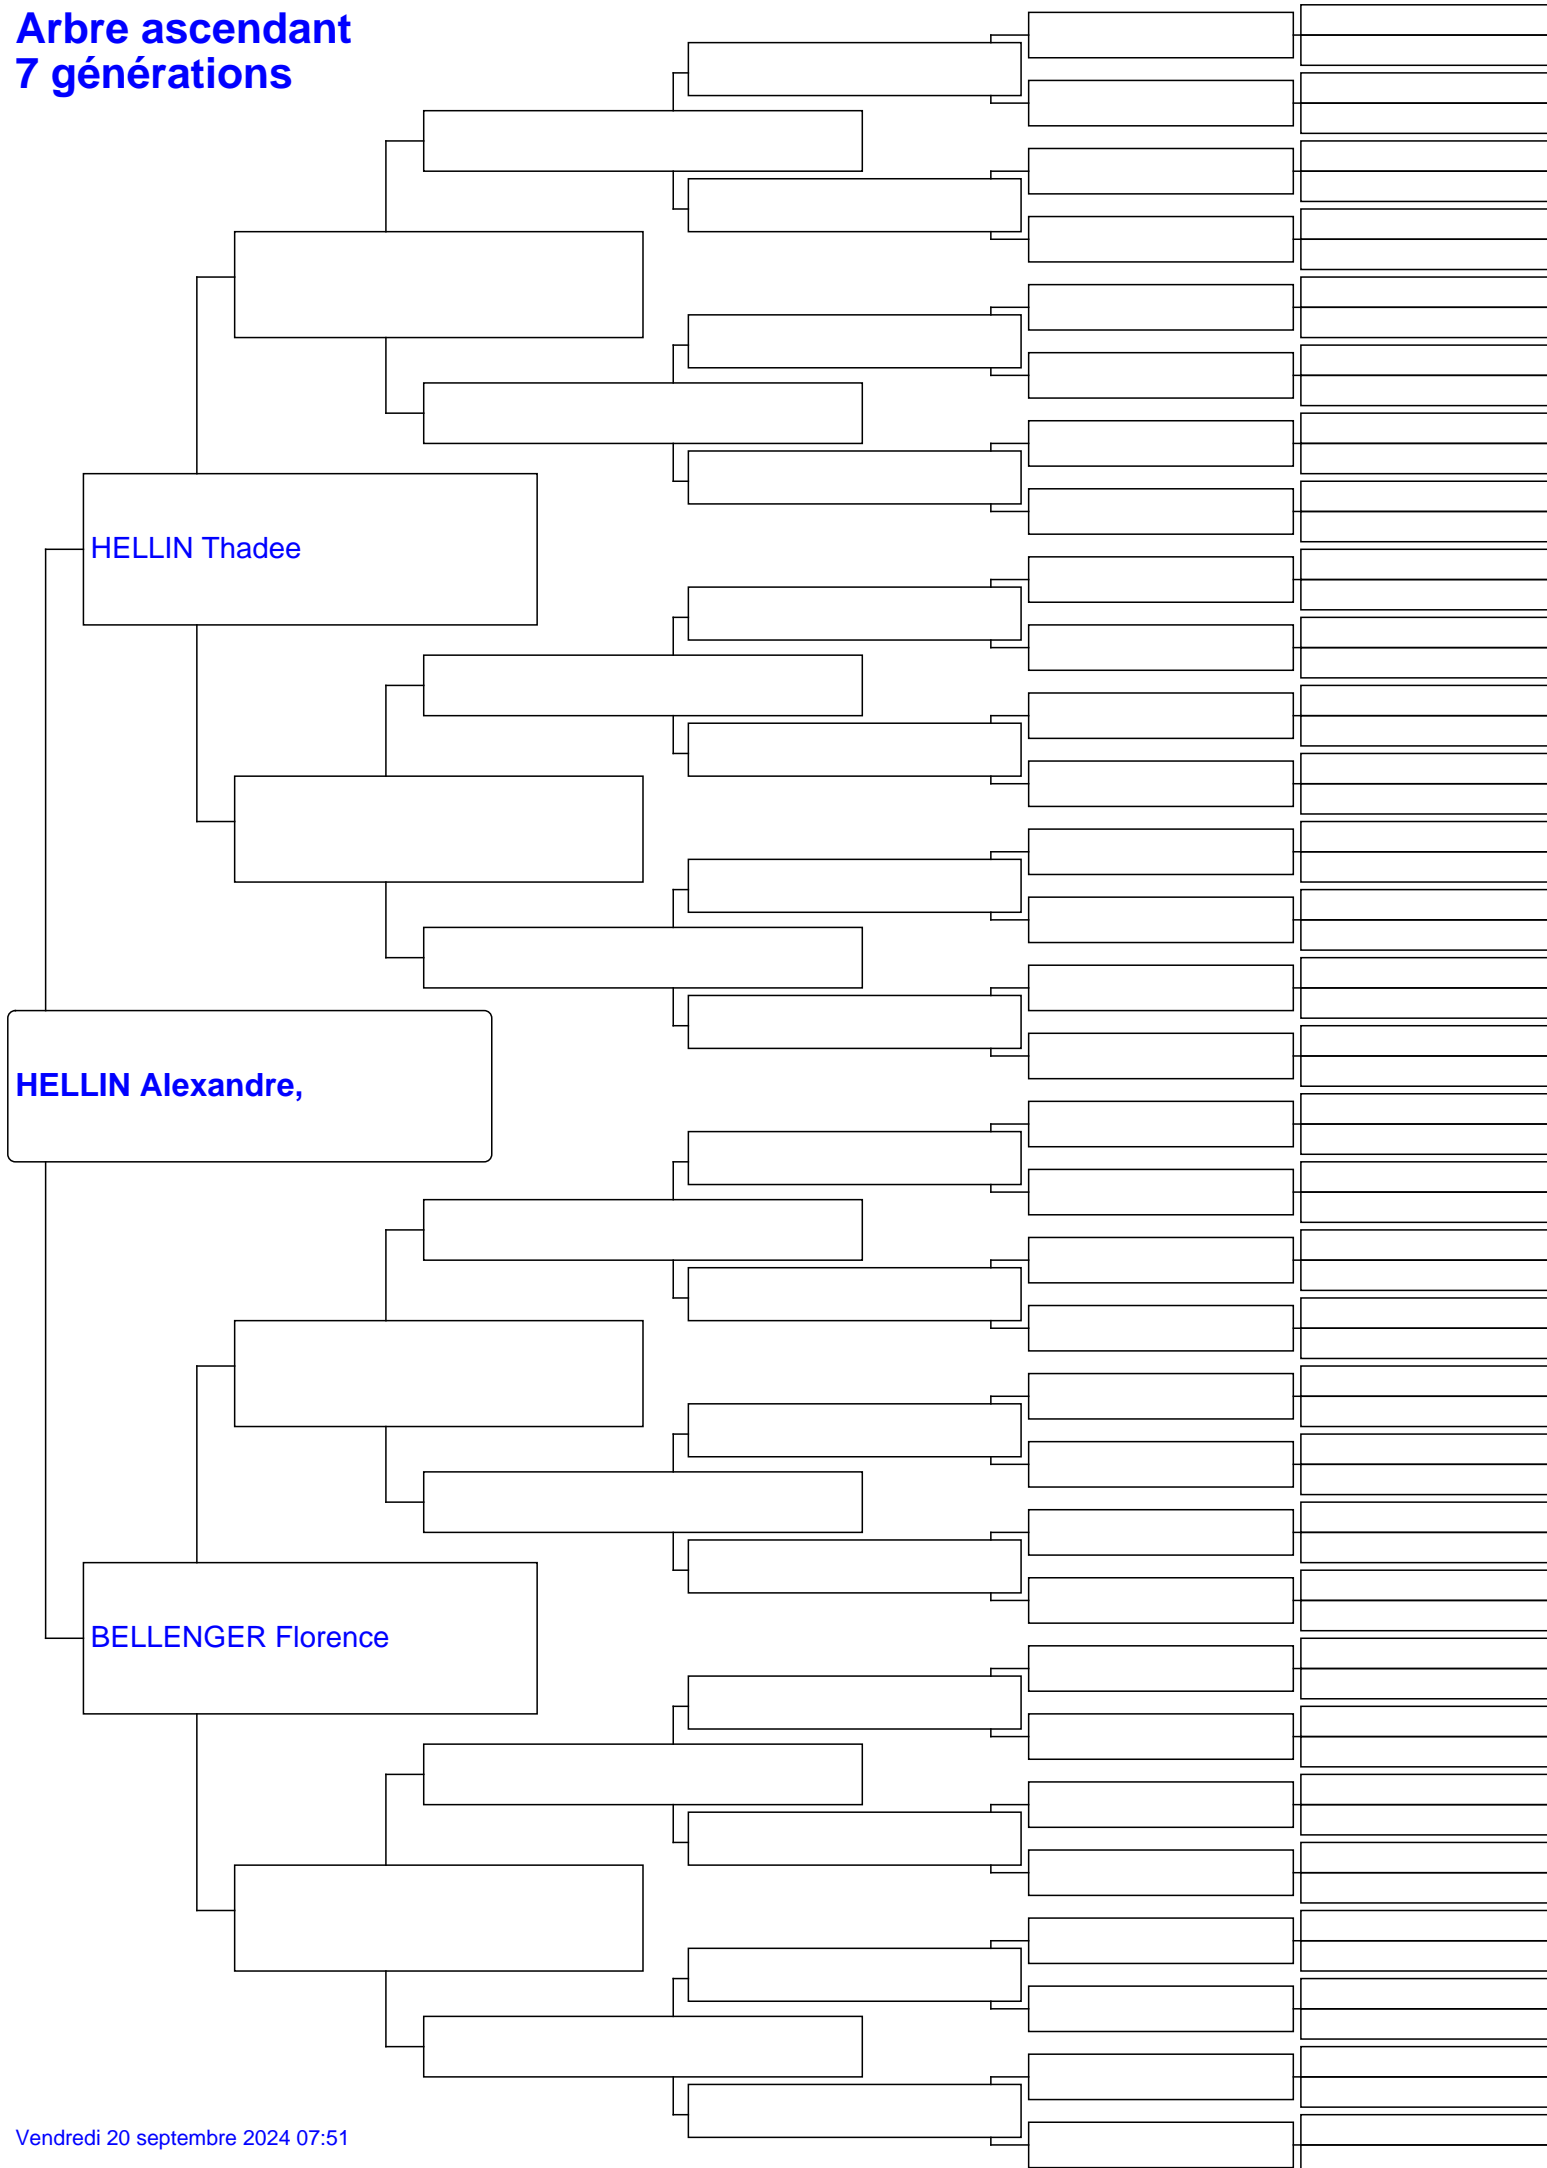 Arbre ascendant
7 générations
HELLIN Thadee
HELLIN Alexandre,
BELLENGER Florence
Vendredi 20 septembre 2024 07:51